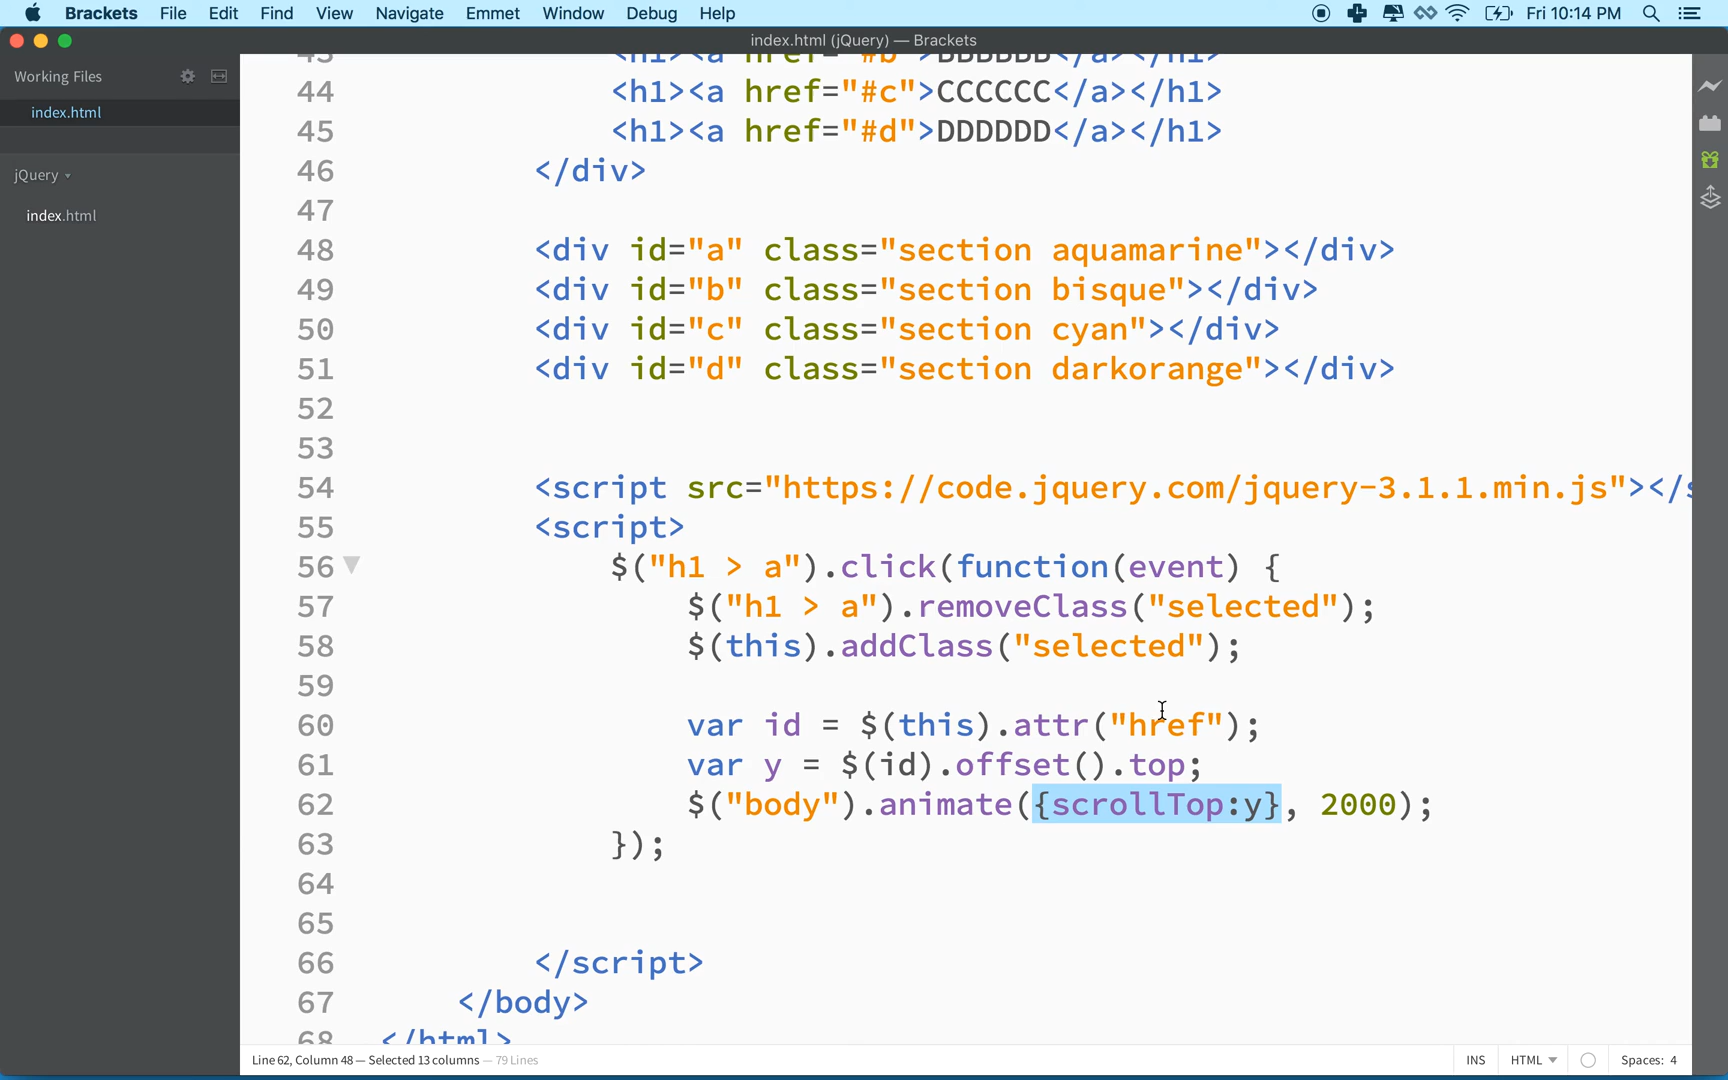 Brackets File Edit Find View Navigate Emmet Window Debug Help Fri 10:14 PM
index.html (jQuery) — Brackets
Working Files
index.html
jQuery
index.html
43 <h1><a href="#b">BBBBBB</a></h1>
44 <h1><a href="#c">CCCCCC</a></h1>
45 <h1><a href="#d">DDDDDD</a></h1>
46 </div>
47
48 <div id="a" class="section aquamarine"></div>
49 <div id="b" class="section bisque"></div>
50 <div id="c" class="section cyan"></div>
51 <div id="d" class="section darkorange"></div>
52
53
54 <script src="https://code.jquery.com/jquery-3.1.1.min.js"></s
55 <script>
56 $("h1 > a").click(function(event) {
57 $("h1 > a").removeClass("selected");
58 $(this).addClass("selected");
59
60 var id = $(this).attr("href");
61 var y = $(id).offset().top;
62 $("body").animate({scrollTop:y}, 2000);
63 });
64
65
66 </script>
67 </body>
68 </html>
Line 62, Column 48 — Selected 13 columns — 79 Lines INS HTML Spaces: 4